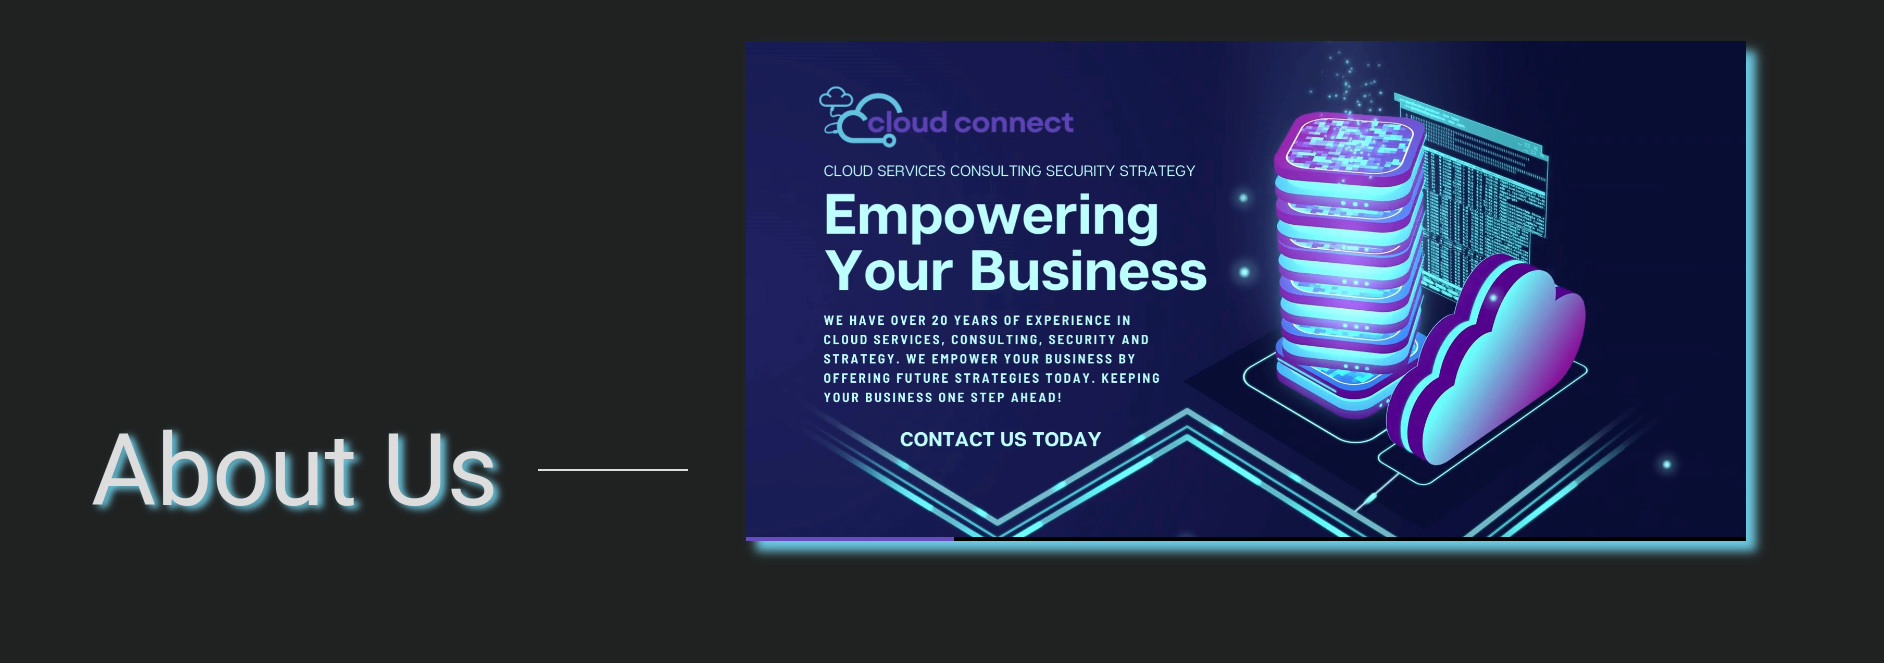 About Us
cloud connect
CLOUD SERVICES CONSULTING SECURITY STRATEGY
Empowering
Your Business
WE HAVE OVER 20 YEARS OF EXPERIENCE IN
CLOUD SERVICES, CONSULTING, SECURITY AND
STRATEGY. WE EMPOWER YOUR BUSINESS BY
OFFERING FUTURE STRATEGIES TODAY. KEEPING
YOUR BUSINESS ONE STEP AHEAD!
CONTACT US TODAY